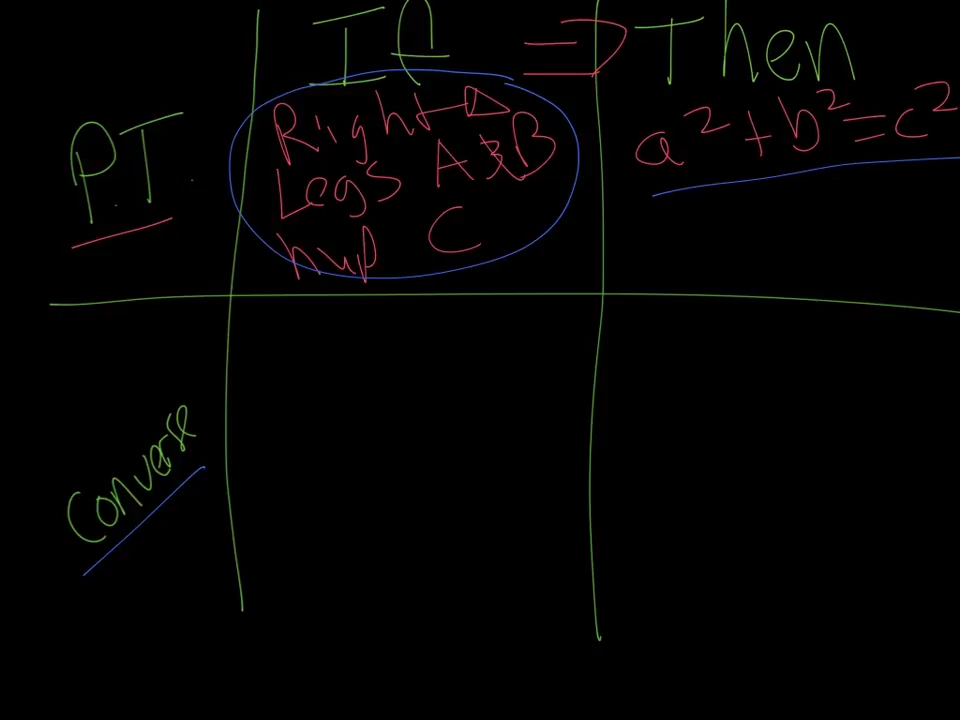 If ⇒ Then
P.T.
Right △
Legs A & B
hyp C
a² + b² = c²
Converse